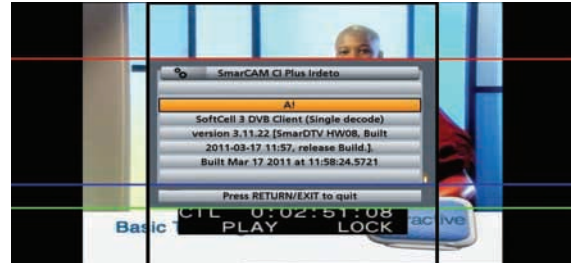 SmarCAM CI Plus Irdeto
A!
SoftCell 3 DVB Client (Single decode)
version 3.11.22 [SmarDTV HW08, Built
2011-03-17 11:57, release Build.].
Built Mar 17 2011 at 11:58:24.5721
Press RETURN/EXIT to quit
CTL 0:02:51:08
Basic active
PLAY LOCK